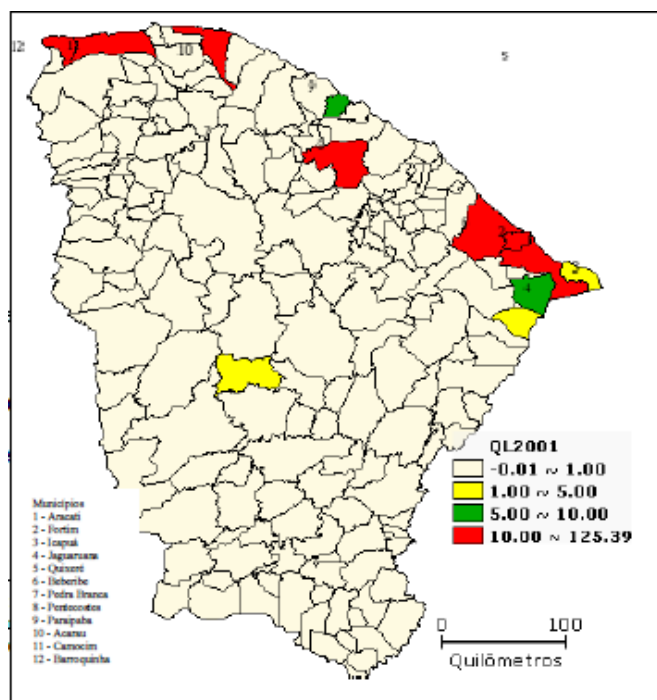 12
11
10
5
9
2
3
4
QL2001
-0.01 ~ 1.00
1.00 ~ 5.00
5.00 ~ 10.00
10.00 ~ 125.39
Municípios
1 - Aracati
2 - Fortim
3 - Icapuí
4 - Jaguaruana
5 - Quixeré
6 - Beberibe
7 - Pedra Branca
8 - Pentecostes
9 - Paraipaba
10 - Acarau
11 - Camocim
12 - Barroquinha
0 100
Quilômetros